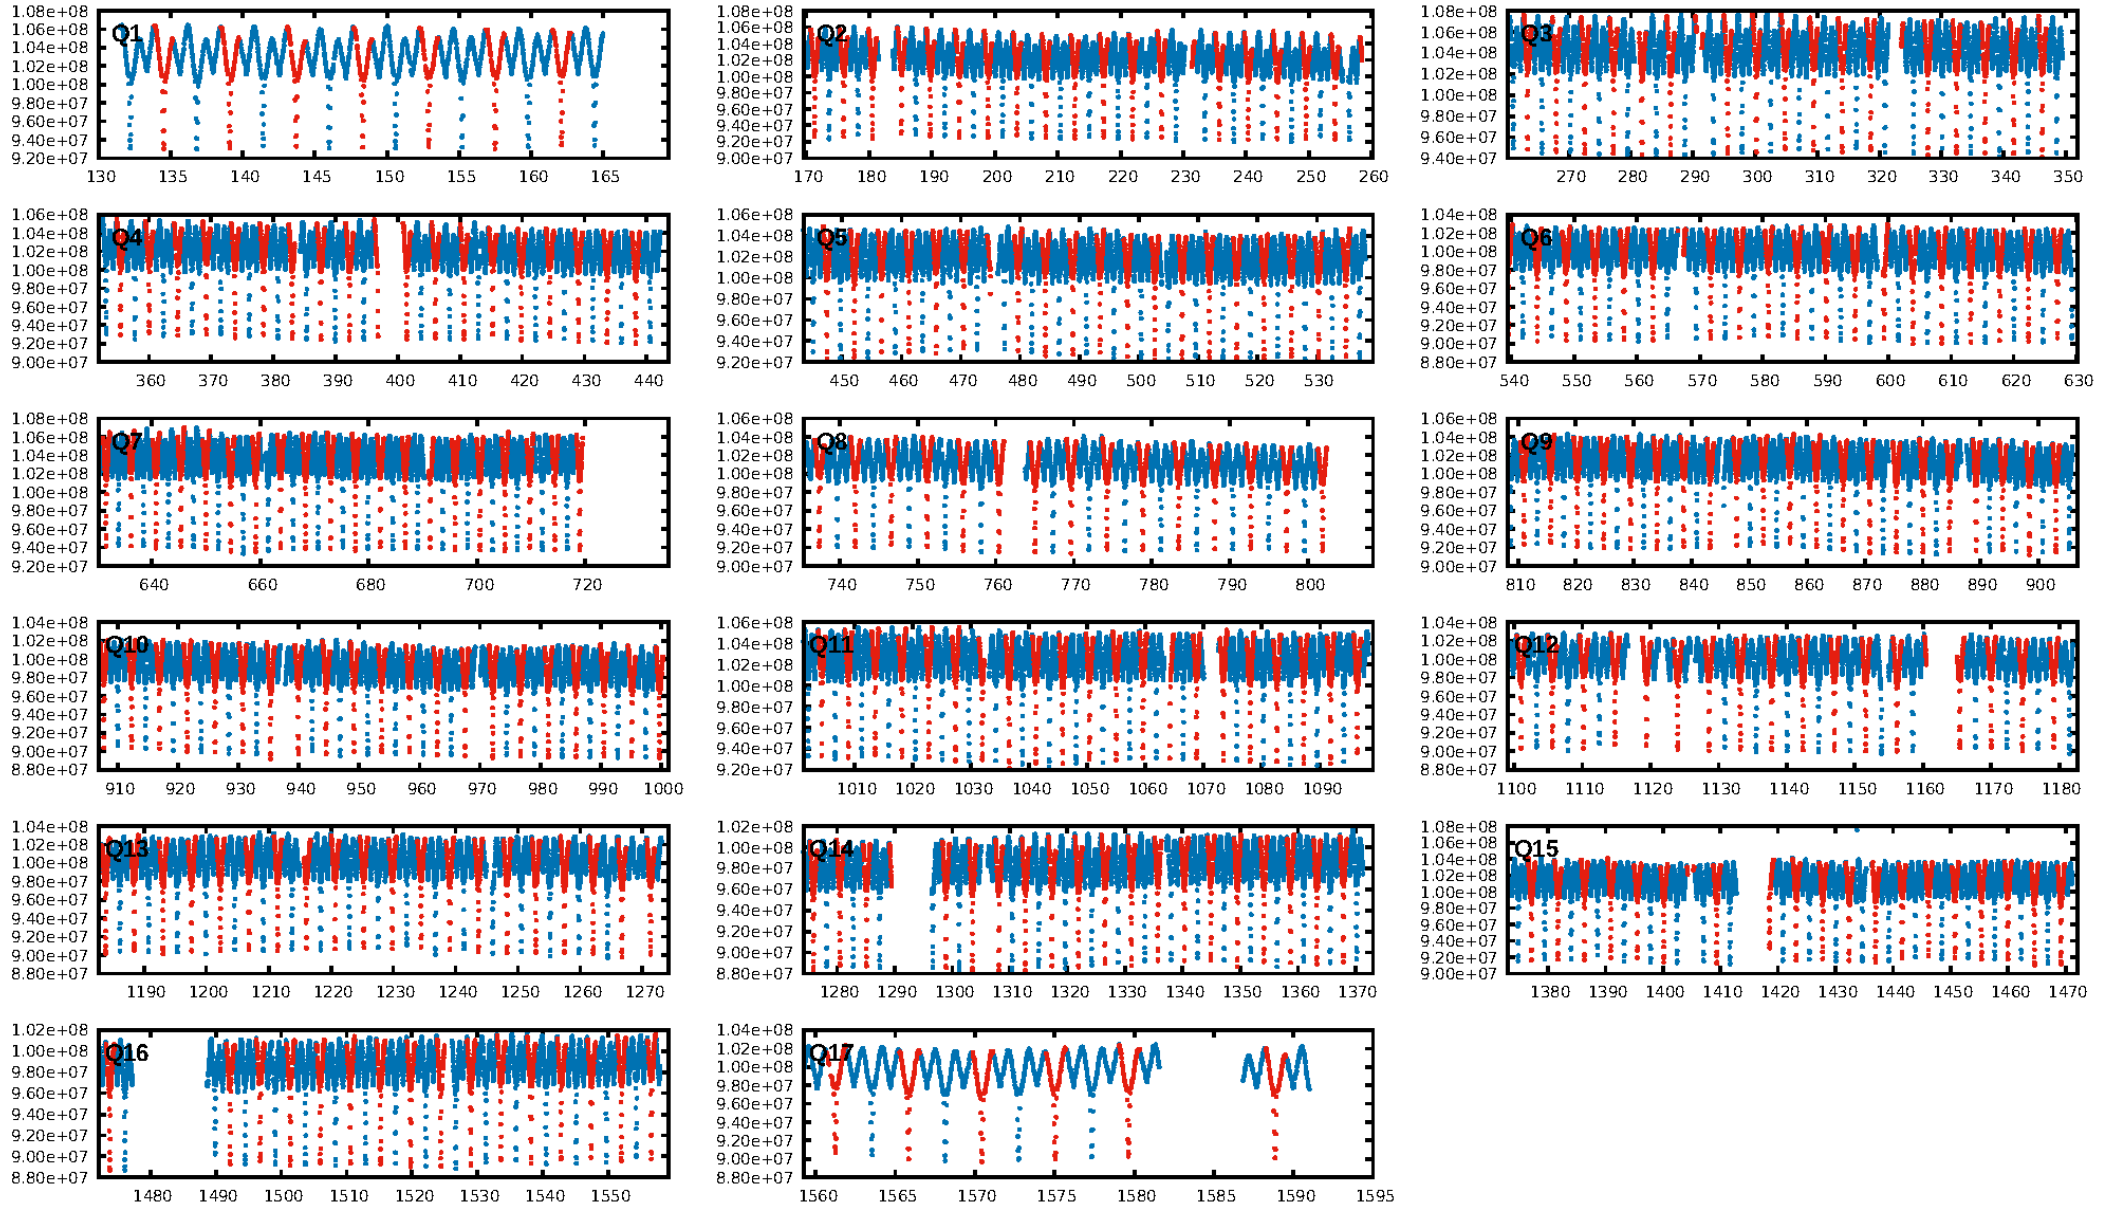 Q1
1.08e+08
1.06e+08
1.04e+08
1.02e+08
1.00e+08
9.80e+07
9.60e+07
9.40e+07
9.20e+07
130 135 140 145 150 155 160 165
Q2
1.08e+08
1.06e+08
1.04e+08
1.02e+08
1.00e+08
9.80e+07
9.60e+07
9.40e+07
9.20e+07
9.00e+07
170 180 190 200 210 220 230 240 250 260
Q3
1.08e+08
1.06e+08
1.04e+08
1.02e+08
1.00e+08
9.80e+07
9.60e+07
9.40e+07
270 280 290 300 310 320 330 340 350
Q4
1.06e+08
1.04e+08
1.02e+08
1.00e+08
9.80e+07
9.60e+07
9.40e+07
9.20e+07
9.00e+07
360 370 380 390 400 410 420 430 440
Q5
1.06e+08
1.04e+08
1.02e+08
1.00e+08
9.80e+07
9.60e+07
9.40e+07
9.20e+07
450 460 470 480 490 500 510 520 530
Q6
1.04e+08
1.02e+08
1.00e+08
9.80e+07
9.60e+07
9.40e+07
9.20e+07
9.00e+07
8.80e+07
540 550 560 570 580 590 600 610 620 630
Q7
1.08e+08
1.06e+08
1.04e+08
1.02e+08
1.00e+08
9.80e+07
9.60e+07
9.40e+07
9.20e+07
640 660 680 700 720
Q8
1.06e+08
1.04e+08
1.02e+08
1.00e+08
9.80e+07
9.60e+07
9.40e+07
9.20e+07
9.00e+07
740 750 760 770 780 790 800
Q9
1.06e+08
1.04e+08
1.02e+08
1.00e+08
9.80e+07
9.60e+07
9.40e+07
9.20e+07
9.00e+07
810 820 830 840 850 860 870 880 890 900
Q10
1.04e+08
1.02e+08
1.00e+08
9.80e+07
9.60e+07
9.40e+07
9.20e+07
9.00e+07
8.80e+07
910 920 930 940 950 960 970 980 990 1000
Q11
1.06e+08
1.04e+08
1.02e+08
1.00e+08
9.80e+07
9.60e+07
9.40e+07
9.20e+07
1010 1020 1030 1040 1050 1060 1070 1080 1090
Q12
1.04e+08
1.02e+08
1.00e+08
9.80e+07
9.60e+07
9.40e+07
9.20e+07
9.00e+07
8.80e+07
1100 1110 1120 1130 1140 1150 1160 1170 1180
Q13
1.04e+08
1.02e+08
1.00e+08
9.80e+07
9.60e+07
9.40e+07
9.20e+07
9.00e+07
8.80e+07
1190 1200 1210 1220 1230 1240 1250 1260 1270
Q14
1.02e+08
1.00e+08
9.80e+07
9.60e+07
9.40e+07
9.20e+07
9.00e+07
8.80e+07
1280 1290 1300 1310 1320 1330 1340 1350 1360 1370
Q15
1.08e+08
1.06e+08
1.04e+08
1.02e+08
1.00e+08
9.80e+07
9.60e+07
9.40e+07
9.20e+07
9.00e+07
1380 1390 1400 1410 1420 1430 1440 1450 1460 1470
Q16
1.02e+08
1.00e+08
9.80e+07
9.60e+07
9.40e+07
9.20e+07
9.00e+07
8.80e+07
1480 1490 1500 1510 1520 1530 1540 1550
Q17
1.04e+08
1.02e+08
1.00e+08
9.80e+07
9.60e+07
9.40e+07
9.20e+07
9.00e+07
8.80e+07
1560 1565 1570 1575 1580 1585 1590 1595